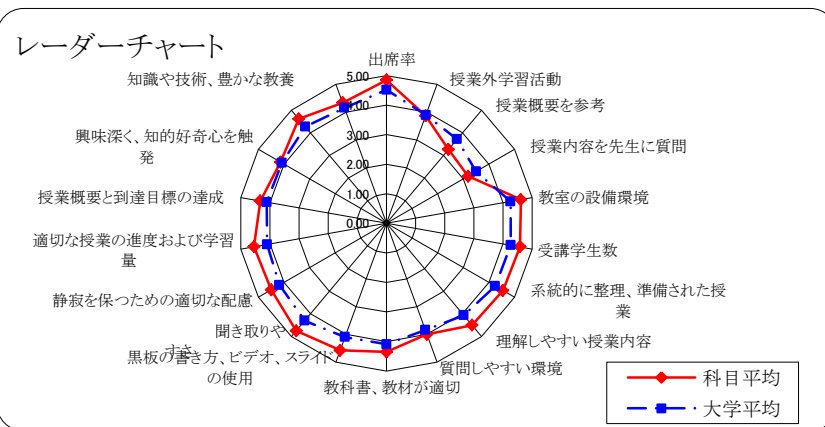 レーダーチャート
出席率
授業外学習活動
授業概要を参考
授業内容を先生に質問
教室の設備環境
受講学生数
系統的に整理、準備された授
業
理解しやすい授業内容
質問しやすい環境
教科書、教材が適切
黒板の書き方、ビデオ、スライド
の使用
聞き取りや
すさ
静寂を保つための適切な配慮
適切な授業の進度および学習
量
授業概要と到達目標の達成
興味深く、知的好奇心を触
発
知識や技術、豊かな教養
5.00
4.00
3.00
2.00
1.00
0.00
科目平均
大学平均